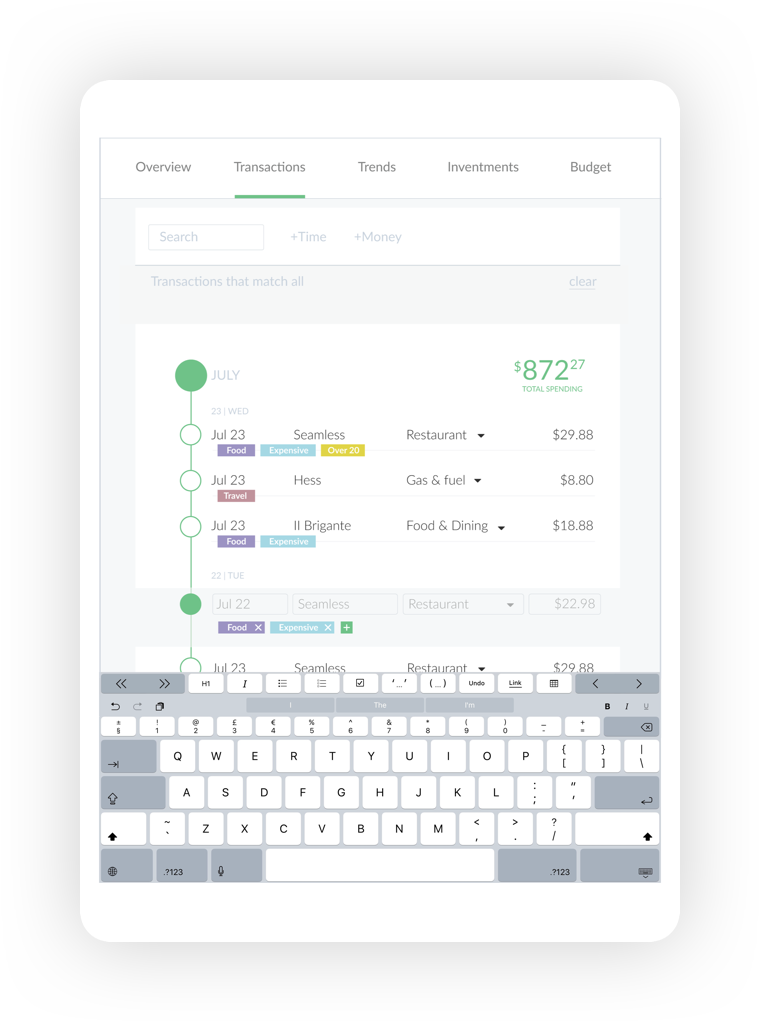 Overview Transactions Trends Inventments Budget
Search +Time +Money
Transactions that match all clear
JULY $87227
TOTAL SPENDING
23 | WED
Jul 23 Seamless Restaurant $29.88
Food Expensive Over 20
Jul 23 Hess Gas & fuel $8.80
Travel
Jul 23 Il Brigante Food & Dining $18.88
Food Expensive
22 | TUE
Jul 22 Seamless Restaurant $22.98
Food X Expensive X +
Jul 23 Seamless Restaurant $29.88
H1 I '...' (...) Undo Link
I The I'm B I U
± ! @ £ € % ^ & * ( ) _ +
§ 1 2 3 4 5 6 7 8 9 0 - =
Q W E R T Y U I O P { [ } ] | \
A S D F G H J K L : ; " '
~ ` Z X C V B N M < , > . ? /
.?123 .?123